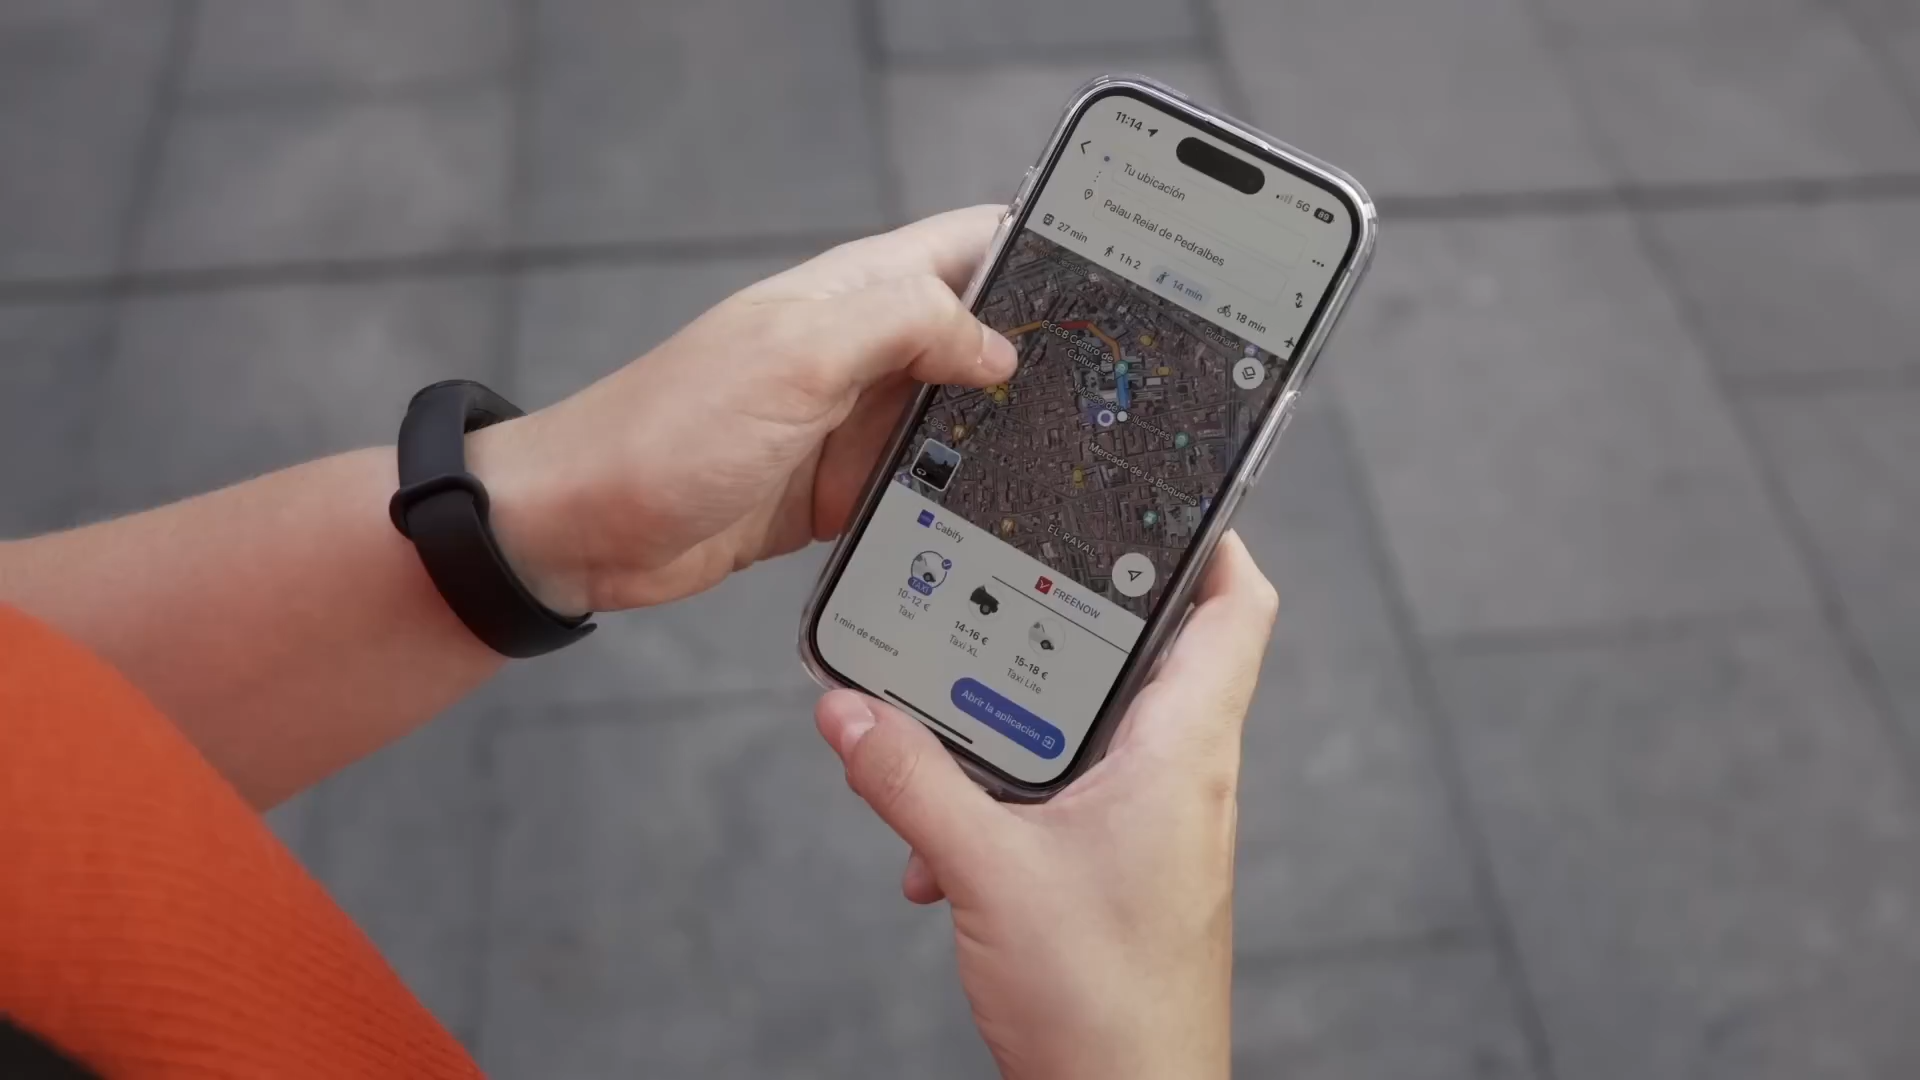 11:14
5G 89
Tu ubicación
Palau Reial de Pedralbes
27 min
1 h 2
14 min
18 min
Primark
CCCB Centro de
Cultura
Mercado de La Boqueria
EL RAVAL
Cabify
FREENOW
TAXI
10-12 €
Taxi
14-16 €
Taxi XL
15-18 €
Taxi Lite
1 min de espera
Abrir la aplicación